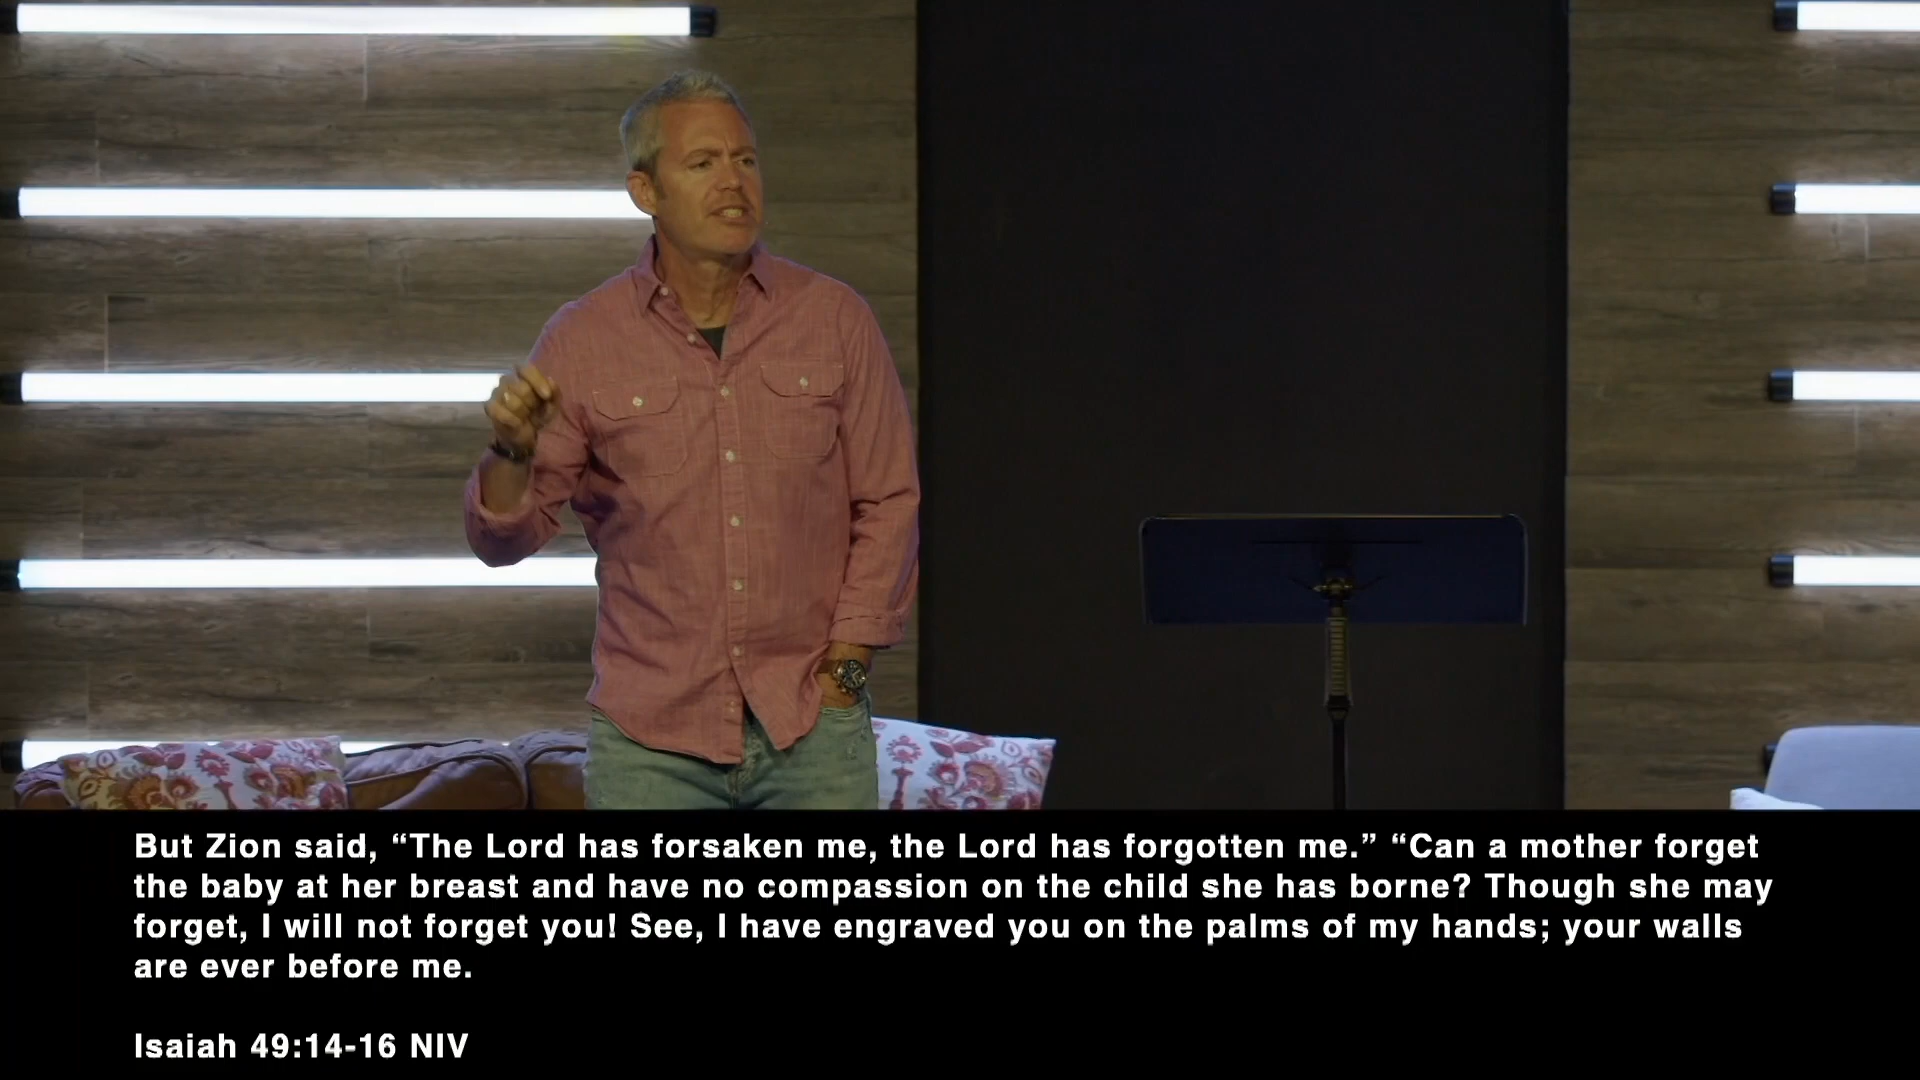 But Zion said, “The Lord has forsaken me, the Lord has forgotten me.” “Can a mother forget
the baby at her breast and have no compassion on the child she has borne? Though she may
forget, I will not forget you! See, I have engraved you on the palms of my hands; your walls
are ever before me.
Isaiah 49:14-16 NIV